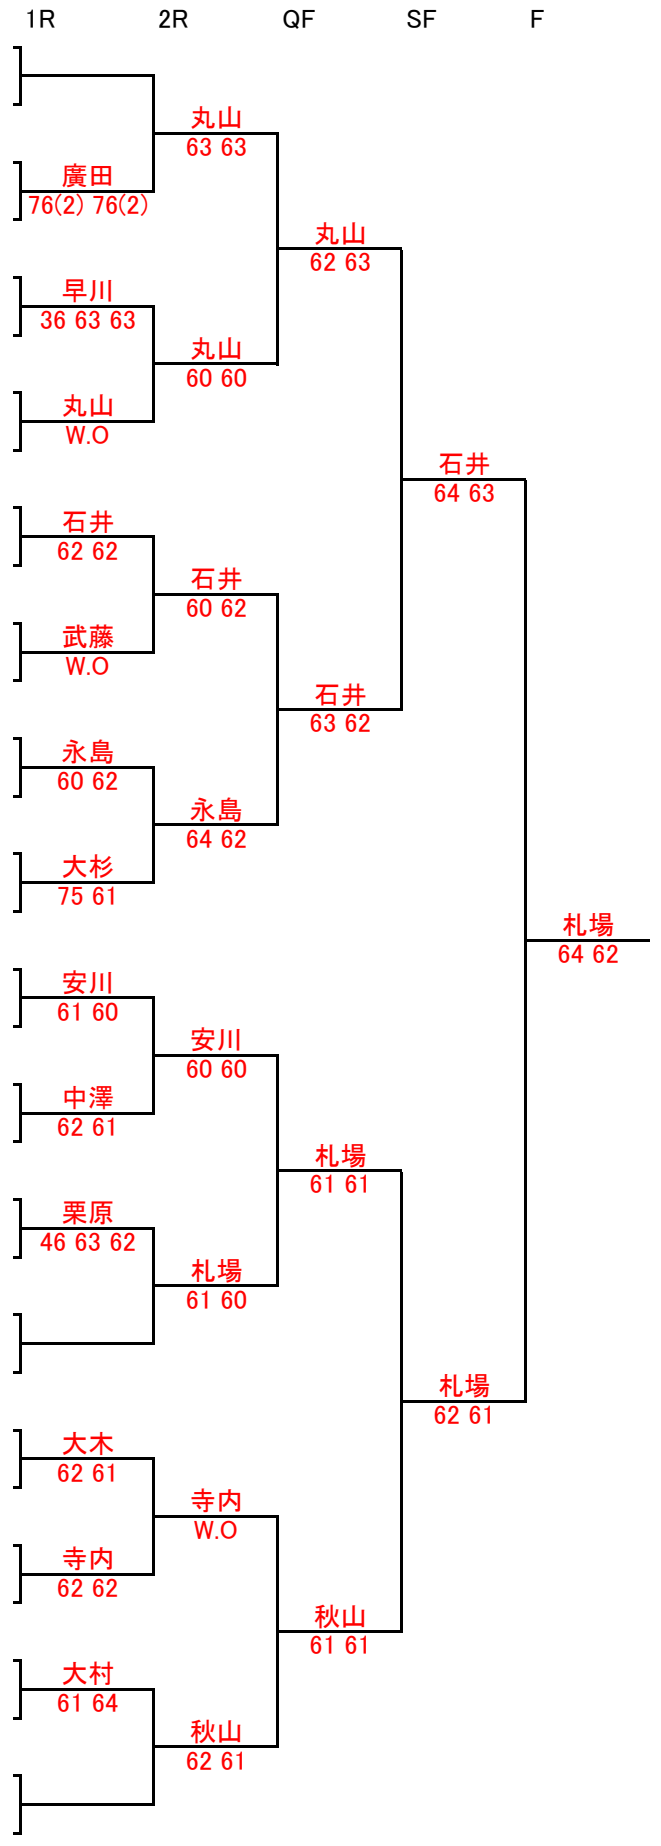 1R 2R QF SF F
丸山
63 63
廣田
76(2) 76(2)
丸山
62 63
早川
36 63 63
丸山
60 60
丸山
W.O
石井
64 63
石井
62 62
石井
60 62
武藤
W.O
石井
63 62
永島
60 62
永島
64 62
大杉
75 61
札場
64 62
安川
61 60
安川
60 60
中澤
62 61
札場
61 61
栗原
46 63 62
札場
61 60
札場
62 61
大木
62 61
寺内
W.O
寺内
62 62
秋山
61 61
大村
61 64
秋山
62 61